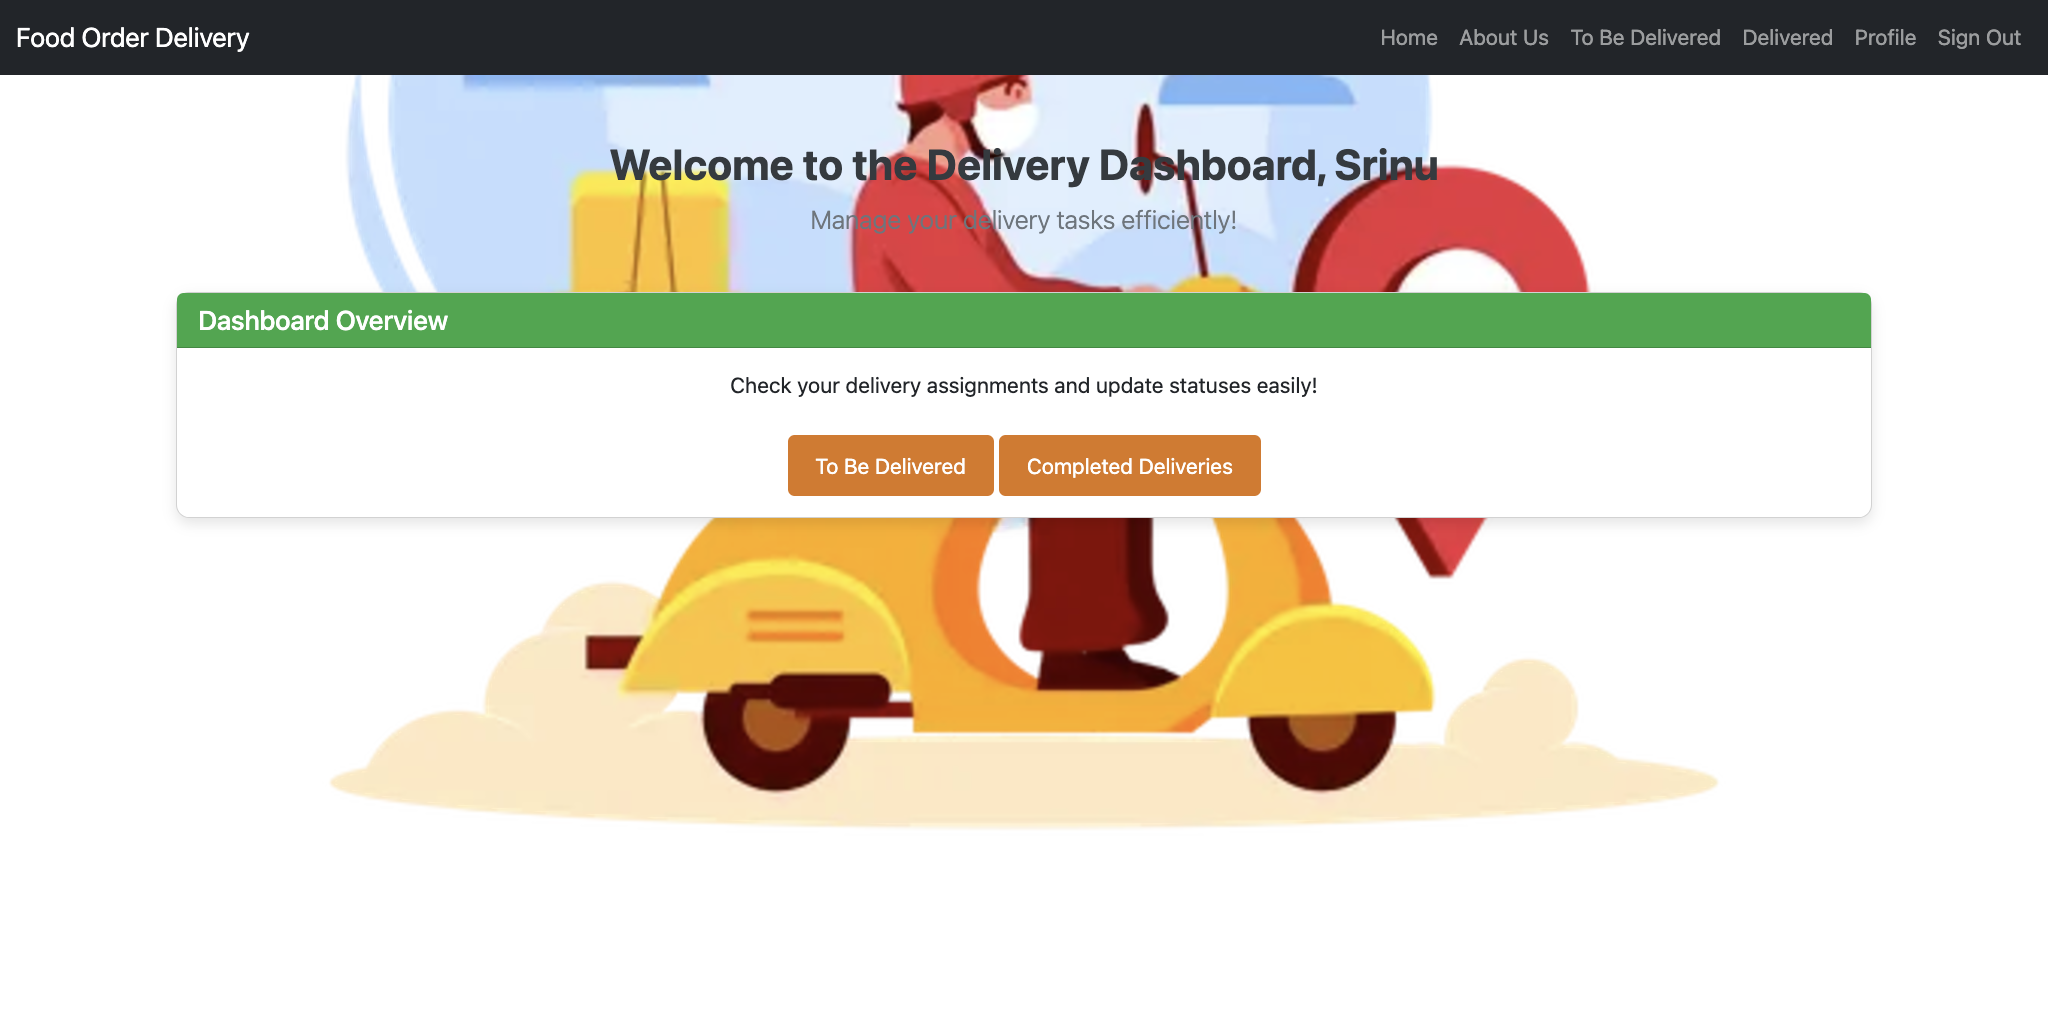 Food Order Delivery
Home About Us To Be Delivered Delivered Profile Sign Out
Welcome to the Delivery Dashboard, Srinu
Manage your delivery tasks efficiently!
Dashboard Overview
Check your delivery assignments and update statuses easily!
To Be Delivered Completed Deliveries